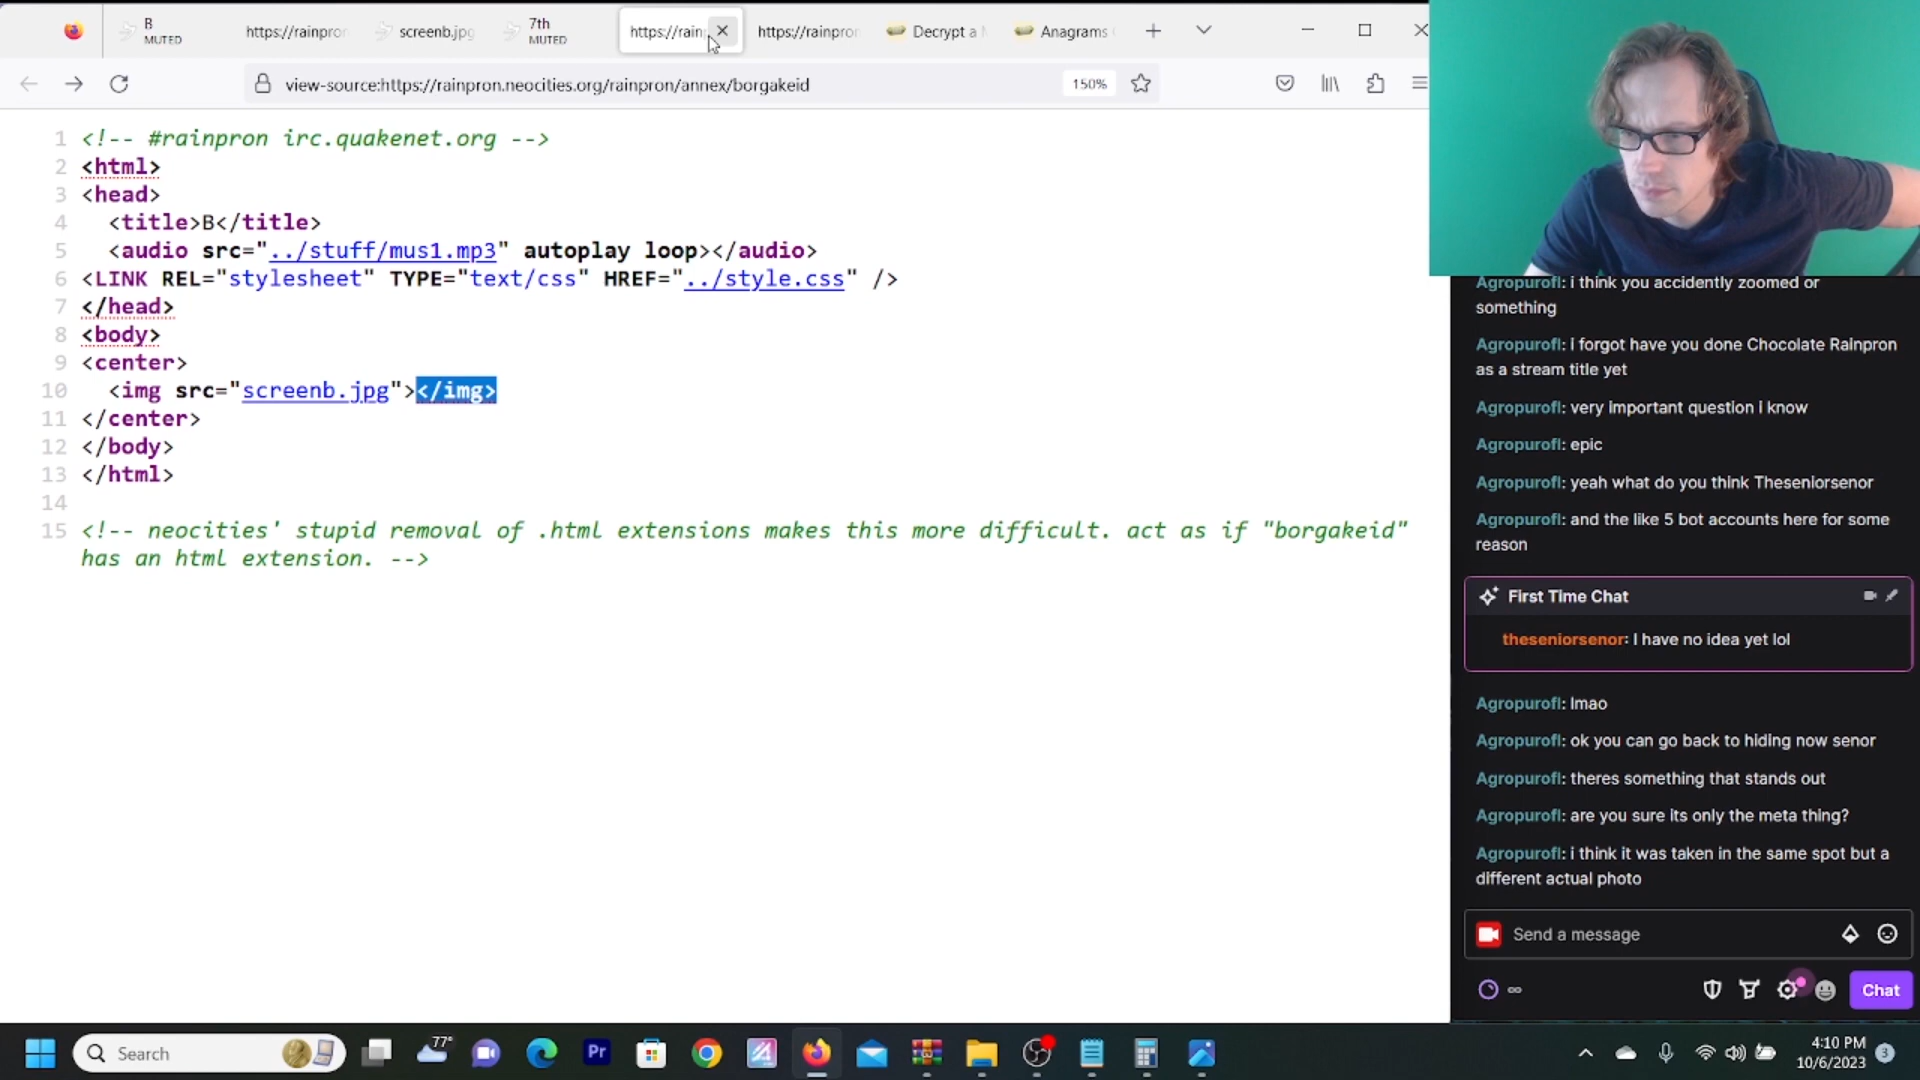 B
MUTED
https://rainpron
screenb.jpg
7th
MUTED
https://rain
https://rainpron
Decrypt a
Anagrams
view-source:https://rainpron.neocities.org/rainpron/annex/borgakeid
150%
1 <!-- #rainpron irc.quakenet.org -->
2 <html>
3 <head>
4 <title>B</title>
5 <audio src="../stuff/mus1.mp3" autoplay loop></audio>
6 <LINK REL="stylesheet" TYPE="text/css" HREF="../style.css" />
7 </head>
8 <body>
9 <center>
10 <img src="screenb.jpg"></img>
11 </center>
12 </body>
13 </html>
14
15 <!-- neocities' stupid removal of .html extensions makes this more difficult. act as if "borgakeid"
has an html extension. -->
Agropurofl: i think you accidently zoomed or
something
Agropurofl: i forgot have you done Chocolate Rainpron
as a stream title yet
Agropurofl: very important question i know
Agropurofl: epic
Agropurofl: yeah what do you think Theseniorsenor
Agropurofl: and the like 5 bot accounts here for some
reason
First Time Chat
theseniorsenor: I have no idea yet lol
Agropurofl: lmao
Agropurofl: ok you can go back to hiding now senor
Agropurofl: theres something that stands out
Agropurofl: are you sure its only the meta thing?
Agropurofl: i think it was taken in the same spot but a
different actual photo
Send a message
Chat
Search
77°
Pr
4:10 PM
10/6/2023
3